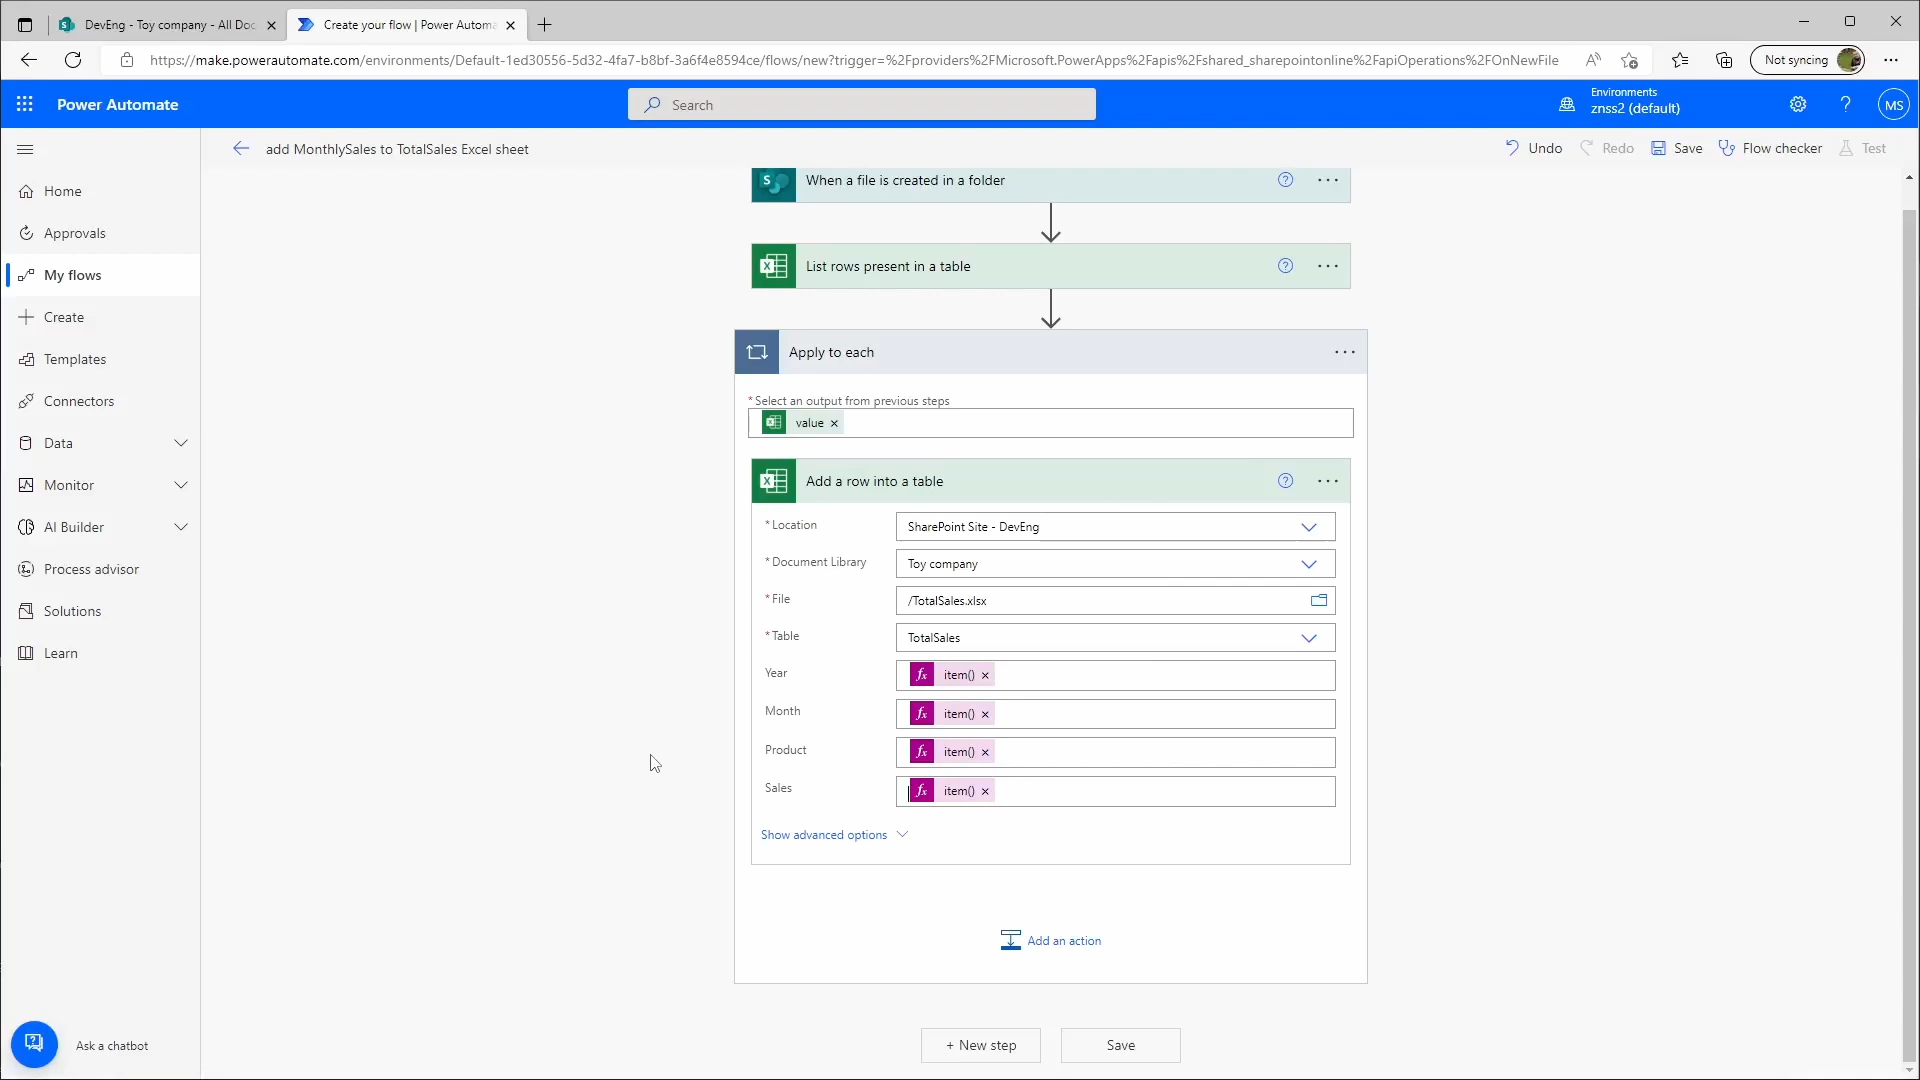 DevEng - Toy company - All Doc
Create your flow | Power Automa
https://make.powerautomate.com/environments/Default-1ed30556-5d32-4fa7-b8bf-3a6f4e8594ce/flows/new?trigger=%2Fproviders%2FMicrosoft.PowerApps%2Fapis%2Fshared_sharepointonline%2FapiOperations%2FOnNewFile
Not syncing
Power Automate
Search
Environments
znss2 (default)
MS
add MonthlySales to TotalSales Excel sheet
Undo
Redo
Save
Flow checker
Test
Home
Approvals
My flows
Create
Templates
Connectors
Data
Monitor
AI Builder
Process advisor
Solutions
Learn
Ask a chatbot
When a file is created in a folder
List rows present in a table
Apply to each
* Select an output from previous steps
value
Add a row into a table
* Location
SharePoint Site - DevEng
* Document Library
Toy company
* File
/TotalSales.xlsx
* Table
TotalSales
Year
fx item()
Month
fx item()
Product
fx item()
Sales
fx item()
Show advanced options
Add an action
+ New step
Save